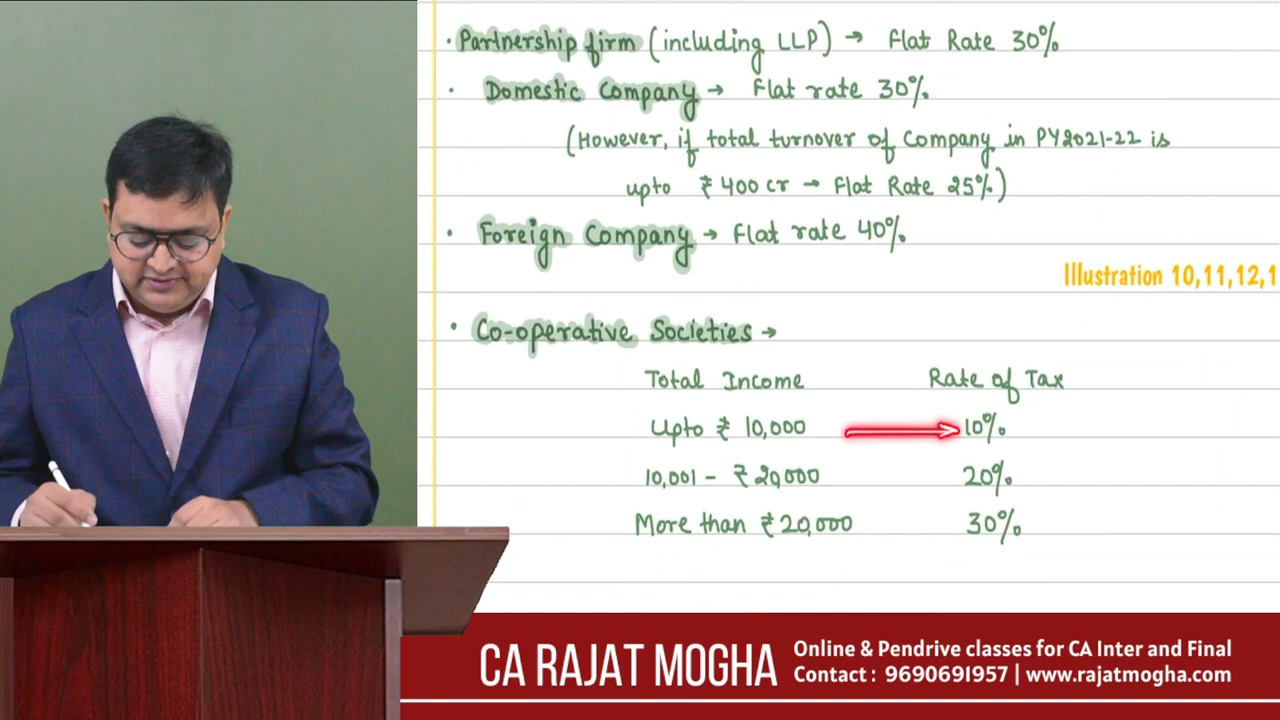 · Partnership firm (including LLP) → Flat Rate 30%
· Domestic Company → Flat rate 30%
(However, if total turnover of Company in PY2021-22 is
upto ₹ 400 cr → Flat Rate 25%)
· Foreign Company → Flat rate 40%
Illustration 10,11,12,1
· Co-operative Societies →
Total Income Rate of Tax
Upto ₹ 10,000 10%
10,001 - ₹ 20,000 20%
More than ₹ 20,000 30%
CA RAJAT MOGHA
Online & Pendrive classes for CA Inter and Final
Contact : 9690691957 | www.rajatmogha.com